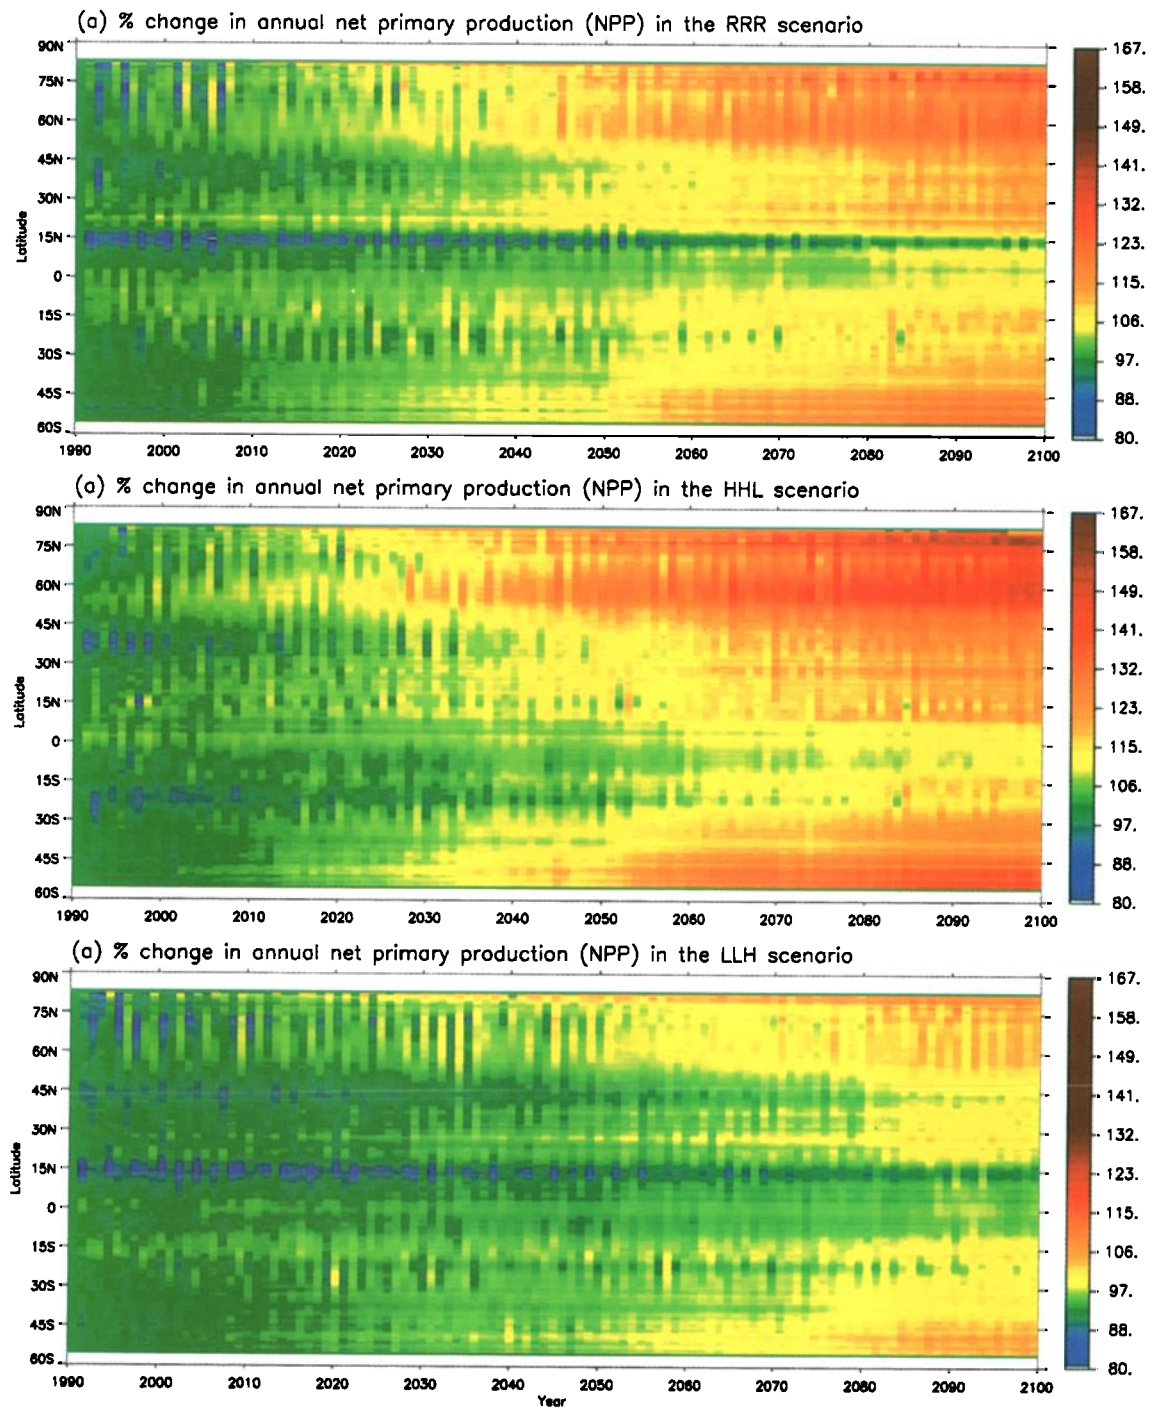 (a) % change in annual net primary production (NPP) in the RRR scenario
90N
75N
60N
45N
30N
15N
0
15S
30S
45S
60S
Latitude
1990 2000 2010 2020 2030 2040 2050 2060 2070 2080 2090 2100
167.
158.
149.
141.
132.
123.
115.
106.
97.
88.
80.
(a) % change in annual net primary production (NPP) in the HHL scenario
90N
75N
60N
45N
30N
15N
0
15S
30S
45S
60S
Latitude
1990 2000 2010 2020 2030 2040 2050 2060 2070 2080 2090 2100
167.
158.
149.
141.
132.
123.
115.
106.
97.
88.
80.
(a) % change in annual net primary production (NPP) in the LLH scenario
90N
75N
60N
45N
30N
15N
0
15S
30S
45S
60S
Latitude
1990 2000 2010 2020 2030 2040 2050 2060 2070 2080 2090 2100
Year
167.
158.
149.
141.
132.
123.
115.
106.
97.
88.
80.